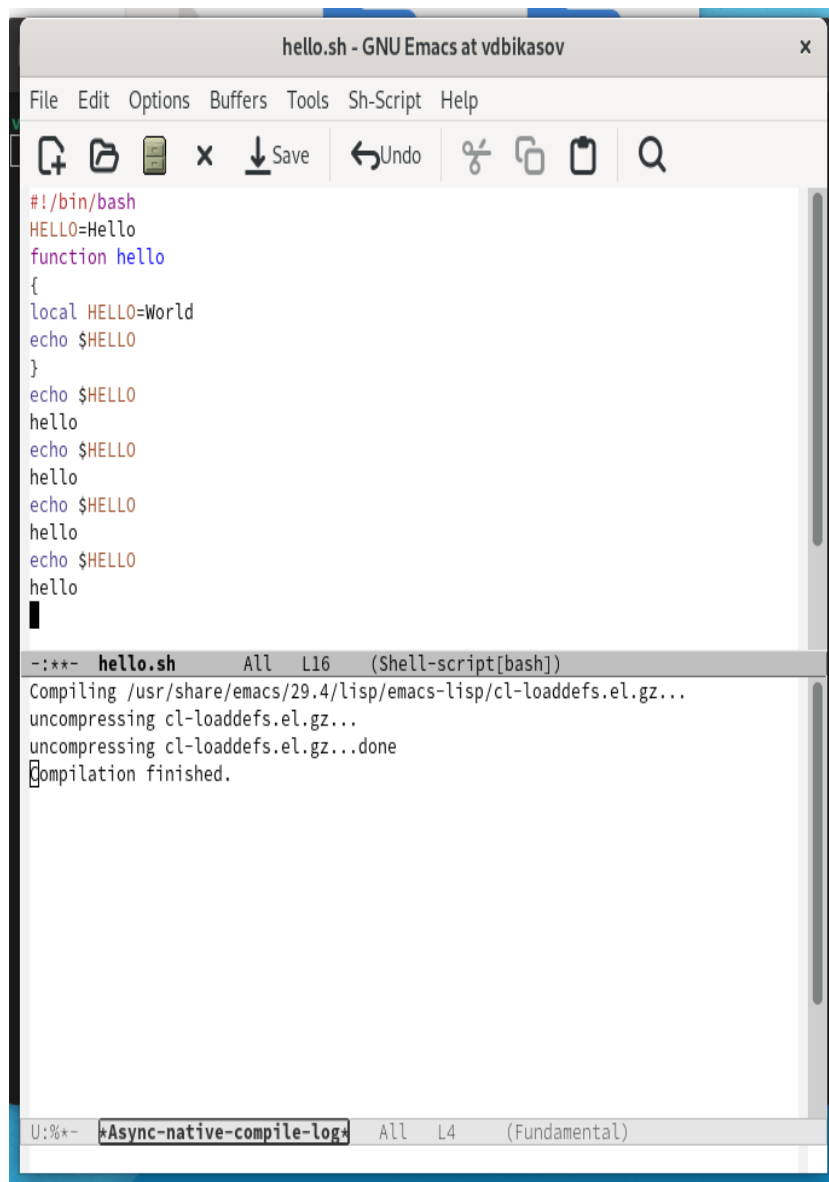 hello.sh - GNU Emacs at vdbikasov
File Edit Options Buffers Tools Sh-Script Help
Save Undo
#!/bin/bash
HELLO=Hello
function hello
{
local HELLO=World
echo $HELLO
}
echo $HELLO
hello
echo $HELLO
hello
echo $HELLO
hello
echo $HELLO
hello
-:**- hello.sh All L16 (Shell-script[bash])
Compiling /usr/share/emacs/29.4/lisp/emacs-lisp/cl-loaddefs.el.gz...
uncompressing cl-loaddefs.el.gz...
uncompressing cl-loaddefs.el.gz...done
Compilation finished.
U:%*- *Async-native-compile-log* All L4 (Fundamental)